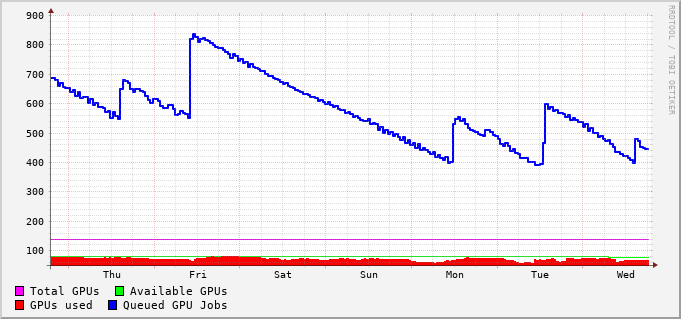 900
800
700
600
500
400
300
200
100
Thu Fri Sat Sun Mon Tue Wed
Total GPUs Available GPUs
GPUs used Queued GPU Jobs
RRDTOOL / TOBI OETIKER